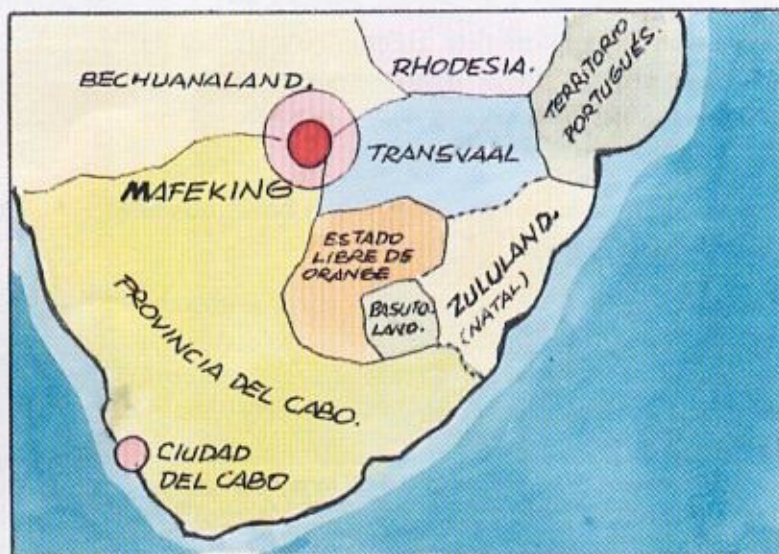 BECHUANALAND.
RHODESIA.
TERRITORIO
PORTUGUÉS.
TRANSVAAL
MAFEKING
ESTADO
LIBRE DE
ORANGE
BASUTO-
LAND.
ZULULAND.
(NATAL)
PROVINCIA DEL CABO.
CIUDAD
DEL CABO